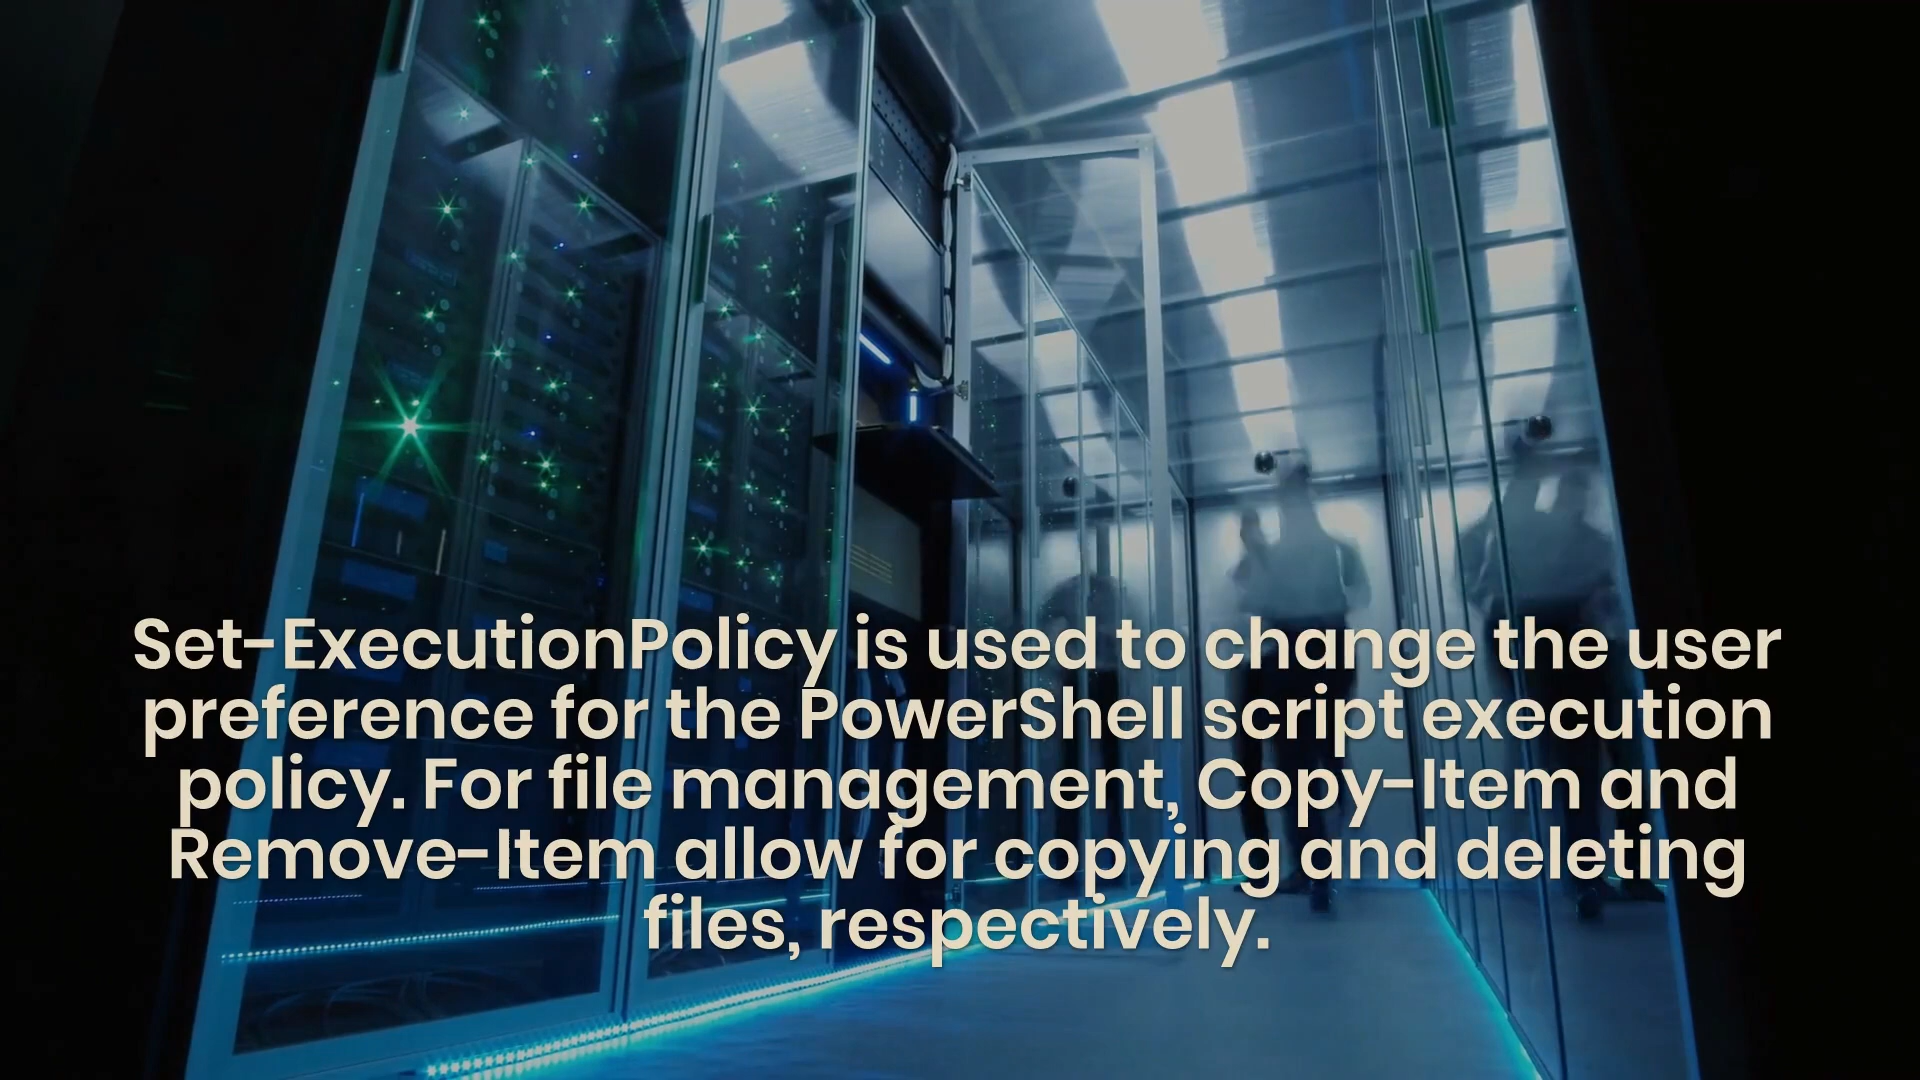 Set-ExecutionPolicy is used to change the user
preference for the PowerShell script execution
policy. For file management, Copy-Item and
Remove-Item allow for copying and deleting
files, respectively.